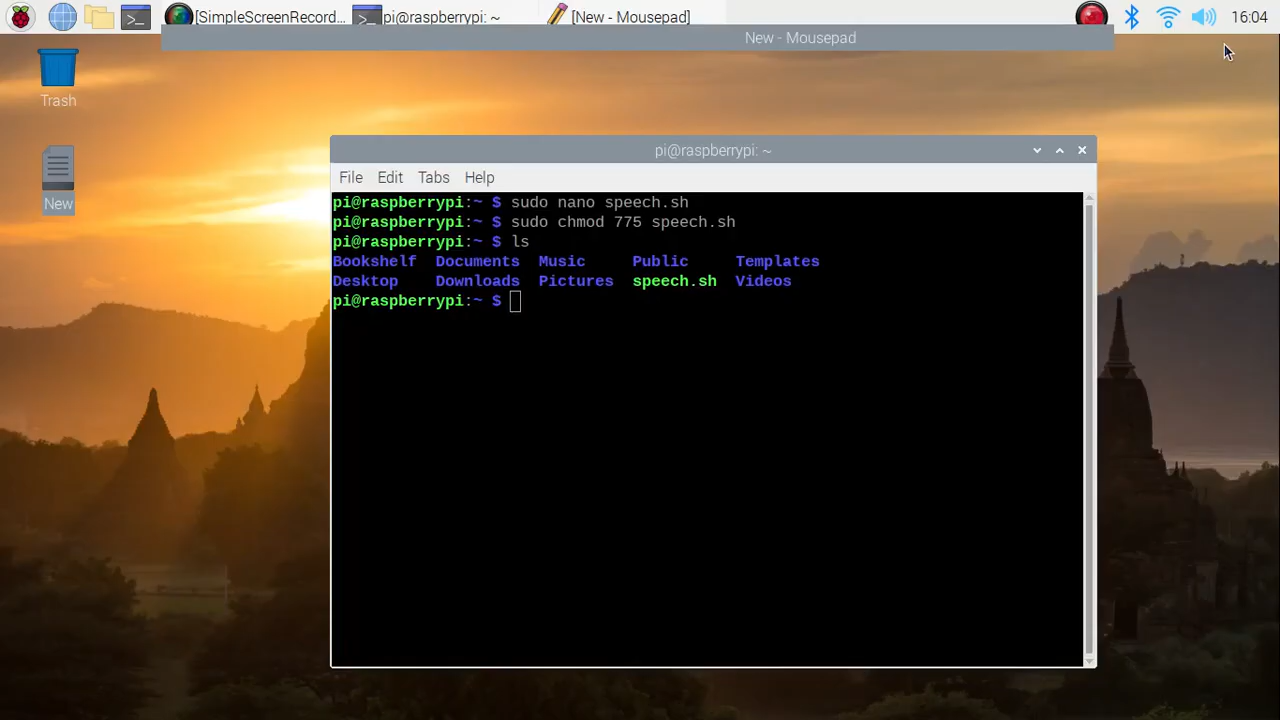 [SimpleScreenRecord...
pi@raspberrypi: ~
[New - Mousepad]
16:04
New - Mousepad
Trash
New
pi@raspberrypi: ~
File Edit Tabs Help
pi@raspberrypi:~ $ sudo nano speech.sh
pi@raspberrypi:~ $ sudo chmod 775 speech.sh
pi@raspberrypi:~ $ ls
Bookshelf Documents Music Public Templates
Desktop Downloads Pictures speech.sh Videos
pi@raspberrypi:~ $